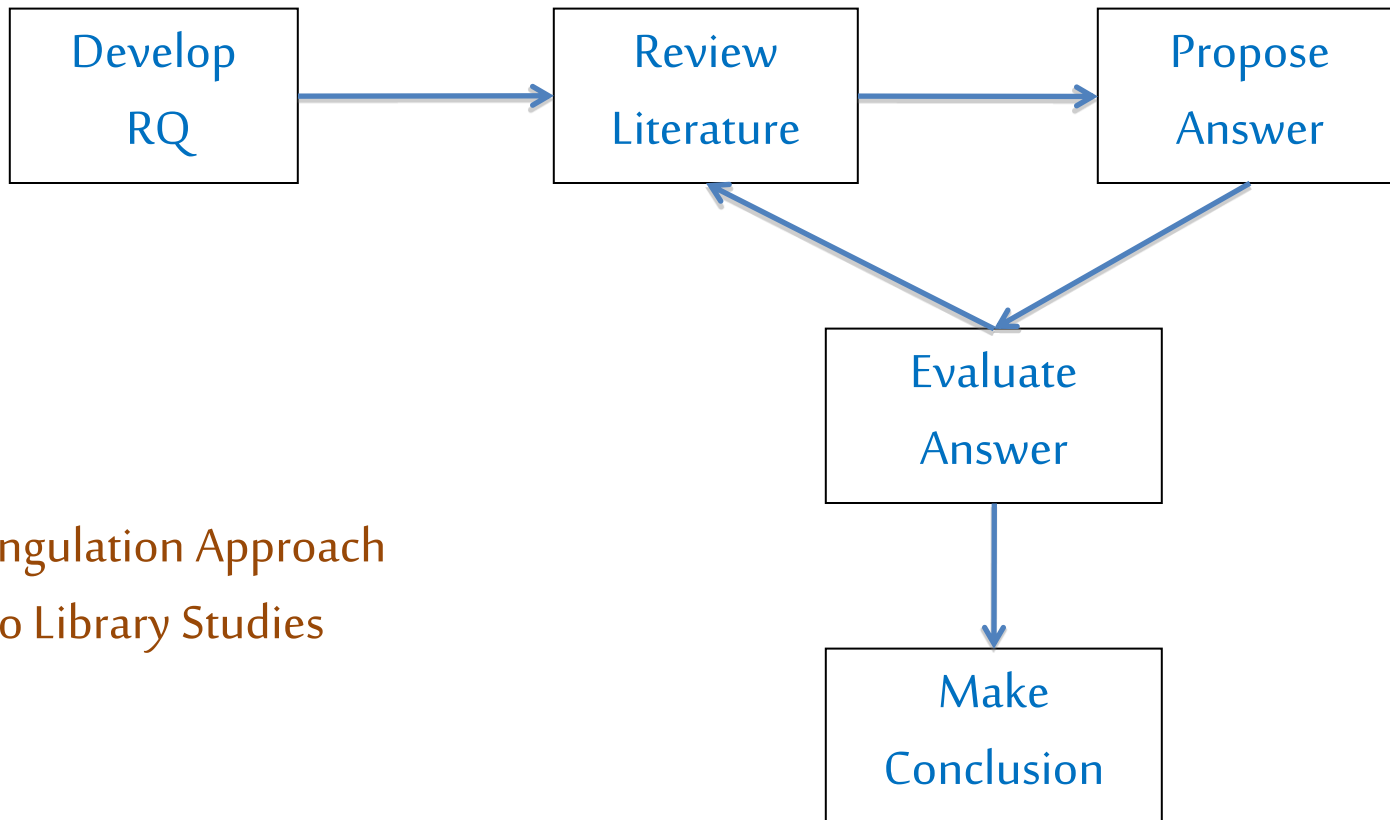 Develop
RQ
Review
Literature
Propose
Answer
Evaluate
Answer
ngulation Approach
o Library Studies
Make
Conclusion